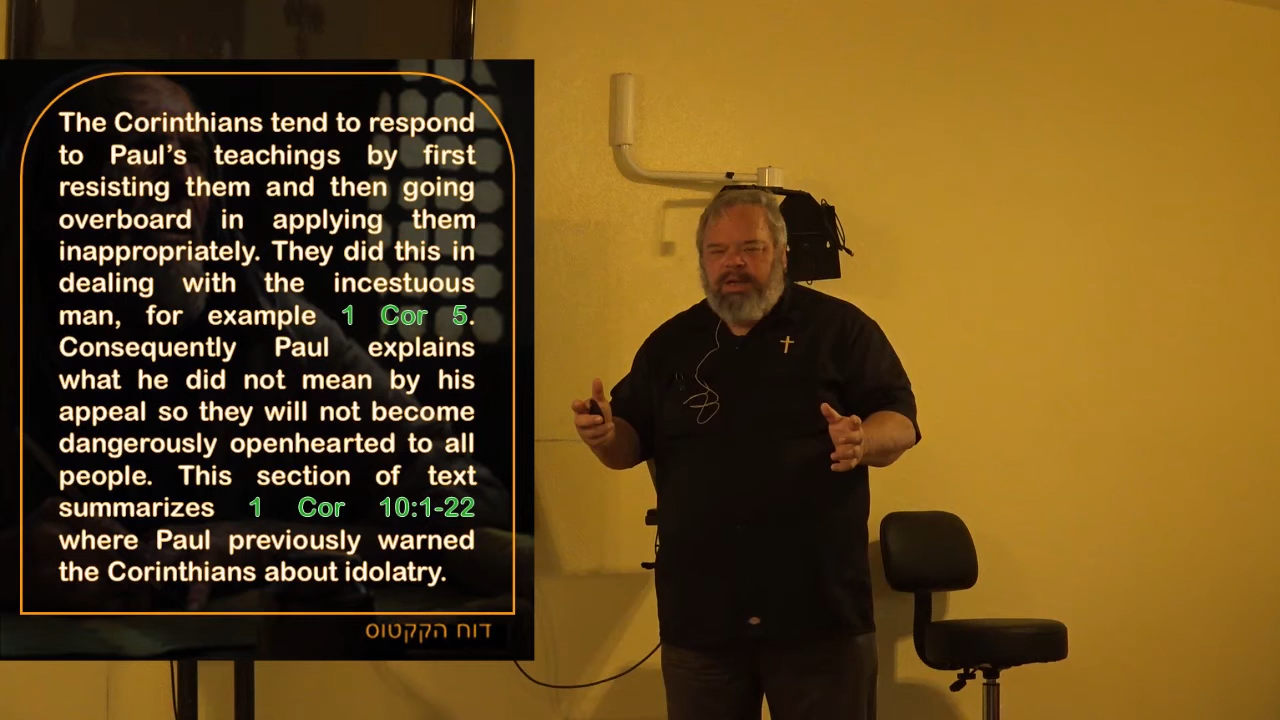 The Corinthians tend to respond
to Paul's teachings by first
resisting them and then going
overboard in applying them
inappropriately. They did this in
dealing with the incestuous
man, for example 1 Cor 5.
Consequently Paul explains
what he did not mean by his
appeal so they will not become
dangerously openhearted to all
people. This section of text
summarizes 1 Cor 10:1-22
where Paul previously warned
the Corinthians about idolatry.
דוח הקקטוס